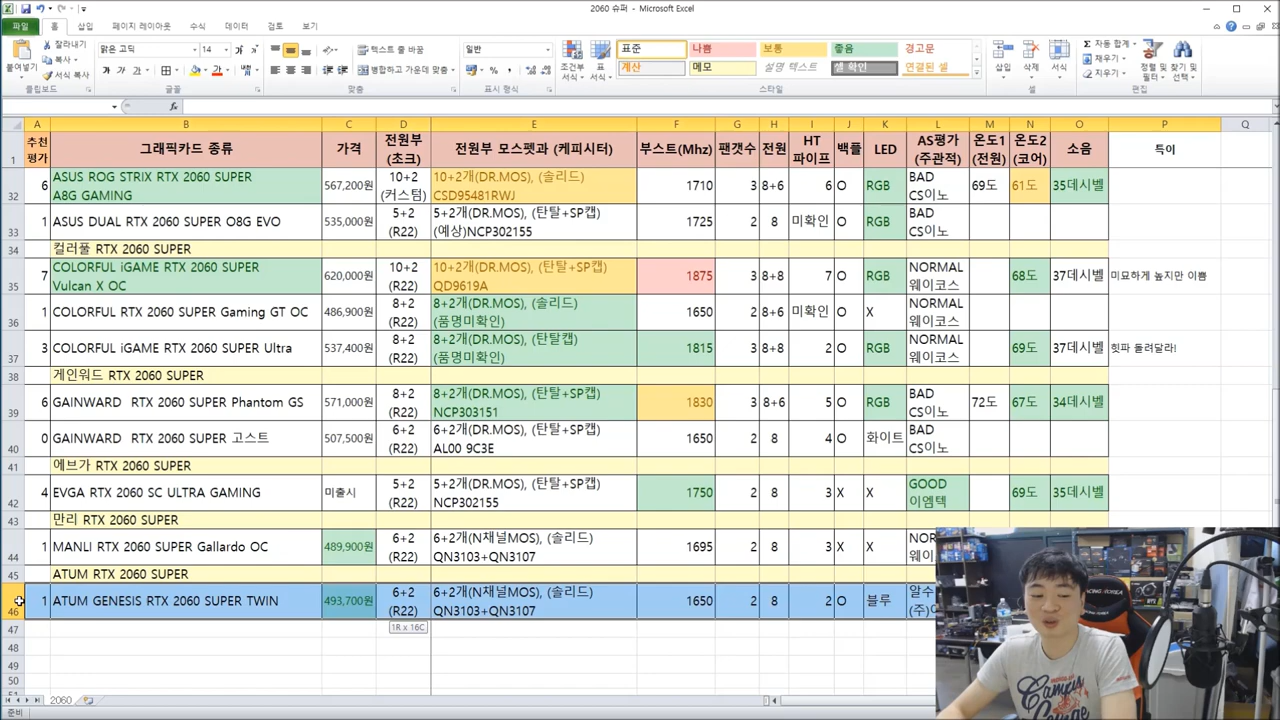 2060 슈퍼 - Microsoft Excel
파일 홈 삽입 페이지 레이아웃 수식 데이터 검토 보기
붙여넣기 잘라내기 복사 서식 복사 클립보드
맑은 고딕 14 가 가 가 가 가 글꼴
텍스트 줄 바꿈 병합하고 가운데 맞춤 맞춤
일반 % 표시 형식
조건부 서식 표 서식 표준 나쁨 보통 좋음 경고문
계산 메모 설명 텍스트 셀 확인 연결된 셀 스타일
삽입 삭제 서식 셀
자동 합계 채우기 지우기 정렬 및 필터 찾기 및 선택 편집
fx
A B C D E F G H I J K L M N O P Q
1 추천 평가 그래픽카드 종류 가격 전원부 (초크) 전원부 모스펫과 (케피시터) 부스트(Mhz) 팬갯수 전원 HT 파이프 백플 LED AS평가 (주관적) 온도1 (전원) 온도2 (코어) 소음 특이
32 6 ASUS ROG STRIX RTX 2060 SUPER A8G GAMING 567,200원 10+2 (커스텀) 10+2개(DR.MOS), (솔리드) CSD95481RWJ 1710 3 8+6 6 O RGB BAD CS이노 69도 61도 35데시벨
33 1 ASUS DUAL RTX 2060 SUPER O8G EVO 535,000원 5+2 (R22) 5+2개(DR.MOS), (탄탈+SP캡) (예상)NCP302155 1725 2 8 미확인 O RGB BAD CS이노
34 컬러풀 RTX 2060 SUPER
35 7 COLORFUL iGAME RTX 2060 SUPER Vulcan X OC 620,000원 10+2 (R22) 10+2개(DR.MOS), (탄탈+SP캡) QD9619A 1875 3 8+8 7 O RGB NORMAL 웨이코스 68도 37데시벨 미묘하게 높지만 이쁨
36 1 COLORFUL RTX 2060 SUPER Gaming GT OC 486,900원 8+2 (R22) 8+2개(DR.MOS), (솔리드) (품명미확인) 1650 2 8+6 미확인 O X NORMAL 웨이코스
37 3 COLORFUL iGAME RTX 2060 SUPER Ultra 537,400원 8+2 (R22) 8+2개(DR.MOS), (탄탈캡) (품명미확인) 1815 3 8+8 2 O RGB NORMAL 웨이코스 69도 37데시벨 힛파 돌려달라!
38 게인워드 RTX 2060 SUPER
39 6 GAINWARD RTX 2060 SUPER Phantom GS 571,000원 8+2 (R22) 8+2개(DR.MOS), (탄탈+SP캡) NCP303151 1830 3 8+6 5 O RGB BAD CS이노 72도 67도 34데시벨
40 0 GAINWARD RTX 2060 SUPER 고스트 507,500원 6+2 (R22) 6+2개(DR.MOS), (탄탈+SP캡) AL00 9C3E 1650 2 8 4 O 화이트 BAD CS이노
41 에브가 RTX 2060 SUPER
42 4 EVGA RTX 2060 SC ULTRA GAMING 미출시 5+2 (R22) 5+2개(DR.MOS), (탄탈+SP캡) NCP302155 1750 2 8 3 X X GOOD 이엠텍 69도 35데시벨
43 만리 RTX 2060 SUPER
44 1 MANLI RTX 2060 SUPER Gallardo OC 489,900원 6+2 (R22) 6+2개(N채널MOS), (솔리드) QN3103+QN3107 1695 2 8 3 X X
45 ATUM RTX 2060 SUPER
46 1 ATUM GENESIS RTX 2060 SUPER TWIN 493,700원 6+2 (R22) 6+2개(N채널MOS), (솔리드) QN3103+QN3107 1650 2 8 2 O 블루
1R x 16C
47
48
49
50
51
2060
준비